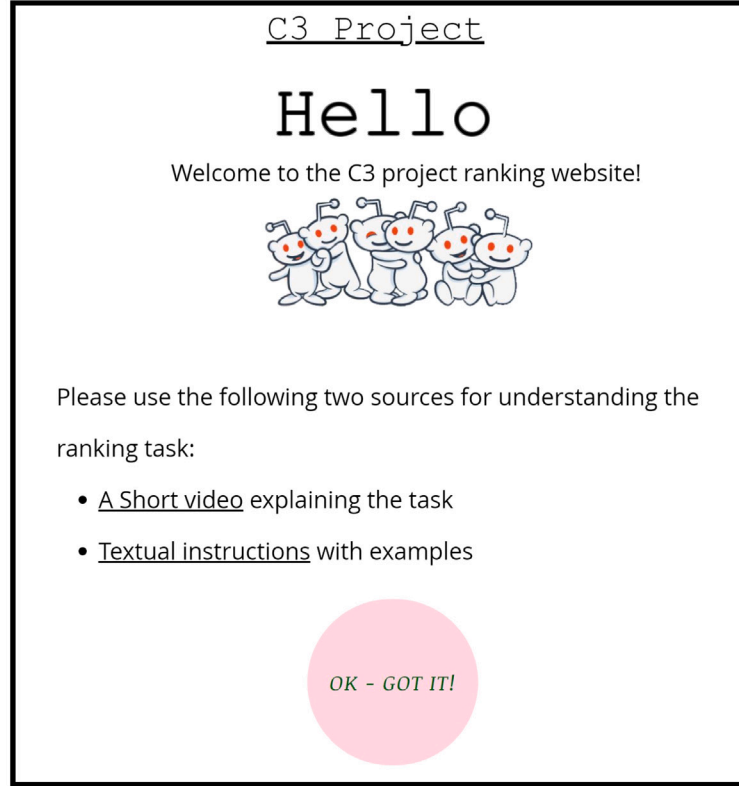 C3 Project
Hello
Welcome to the C3 project ranking website!
Please use the following two sources for understanding the
ranking task:
• A Short video explaining the task
• Textual instructions with examples
OK - GOT IT!